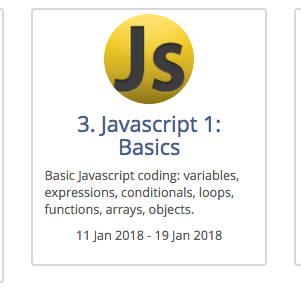 Js
3. Javascript 1:
Basics
Basic Javascript coding: variables,
expressions, conditionals, loops,
functions, arrays, objects.
11 Jan 2018 - 19 Jan 2018